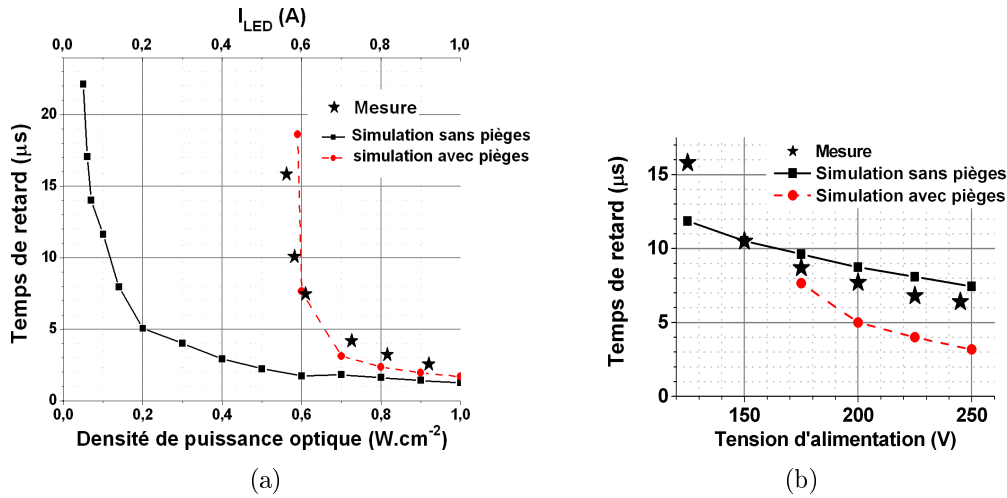 I_LED (A)
0,0 0,2 0,4 0,6 0,8 1,0
Temps de retard (µs)
20
15
10
5
0
Mesure
Simulation sans pièges
simulation avec pièges
0,0 0,2 0,4 0,6 0,8 1,0
Densité de puissance optique (W.cm⁻²)
(a)
Temps de retard (µs)
15
10
5
0
Mesure
Simulation sans pièges
Simulation avec pièges
150 200 250
Tension d'alimentation (V)
(b)